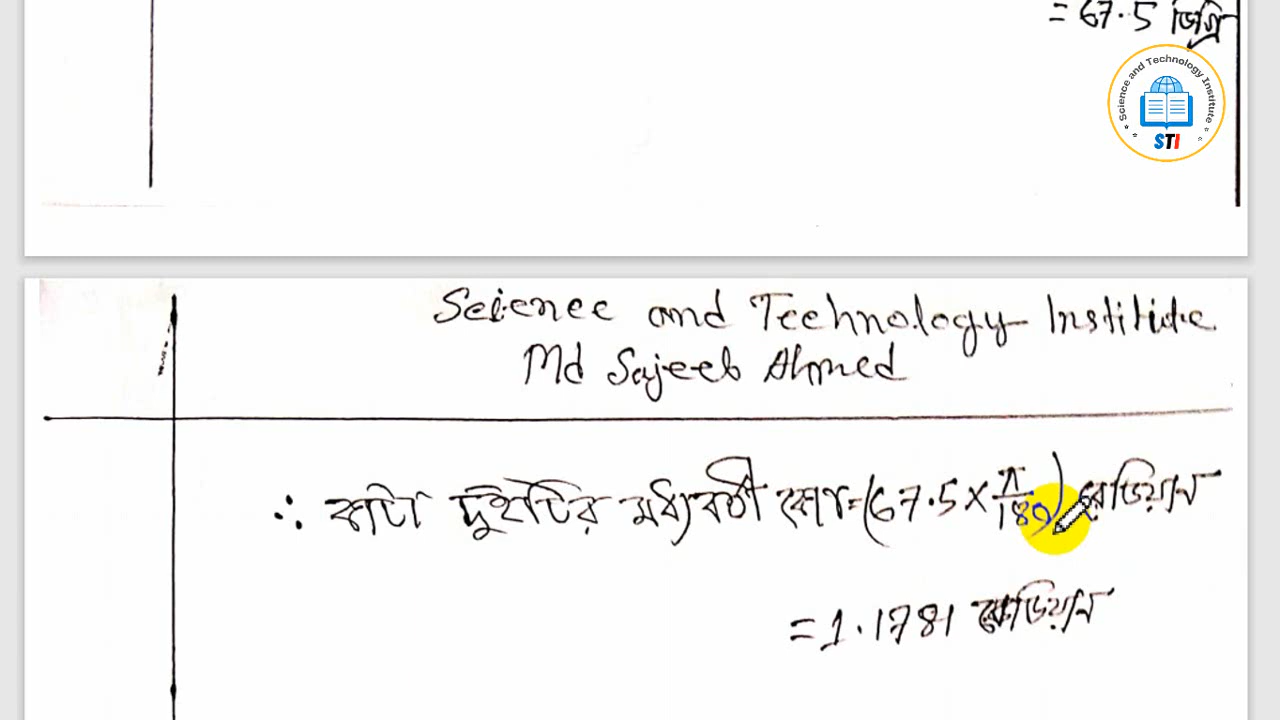 = 67.5 ডিগ্রি
Science and Technology Institute
STI
Science and Technology Institute
Md Sajeeb Ahmed
∴ কাটা দুইটির মধ্যবর্তী কোণ = (67.5 × π/180) রেডিয়ান
= 1.1781 রেডিয়ান